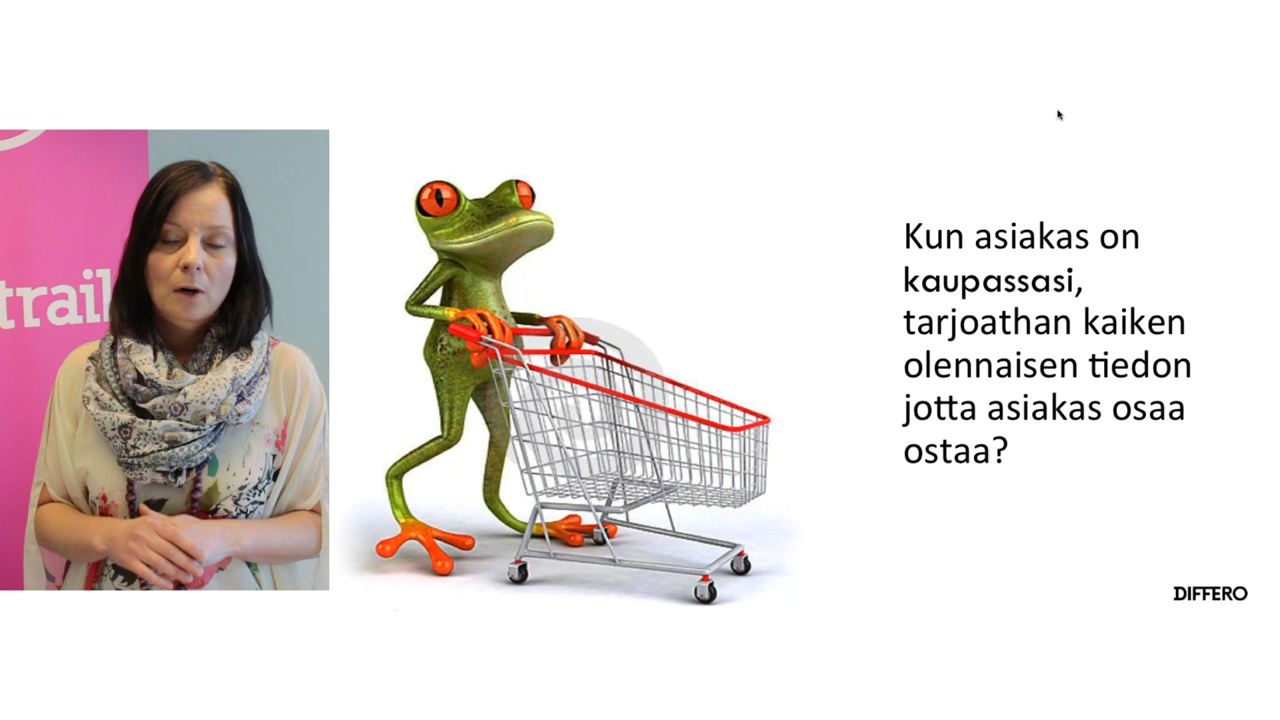 trail
Kun asiakas on
kaupassasi,
tarjoathan kaiken
olennaisen tiedon
jotta asiakas osaa
ostaa?
DIFFERO